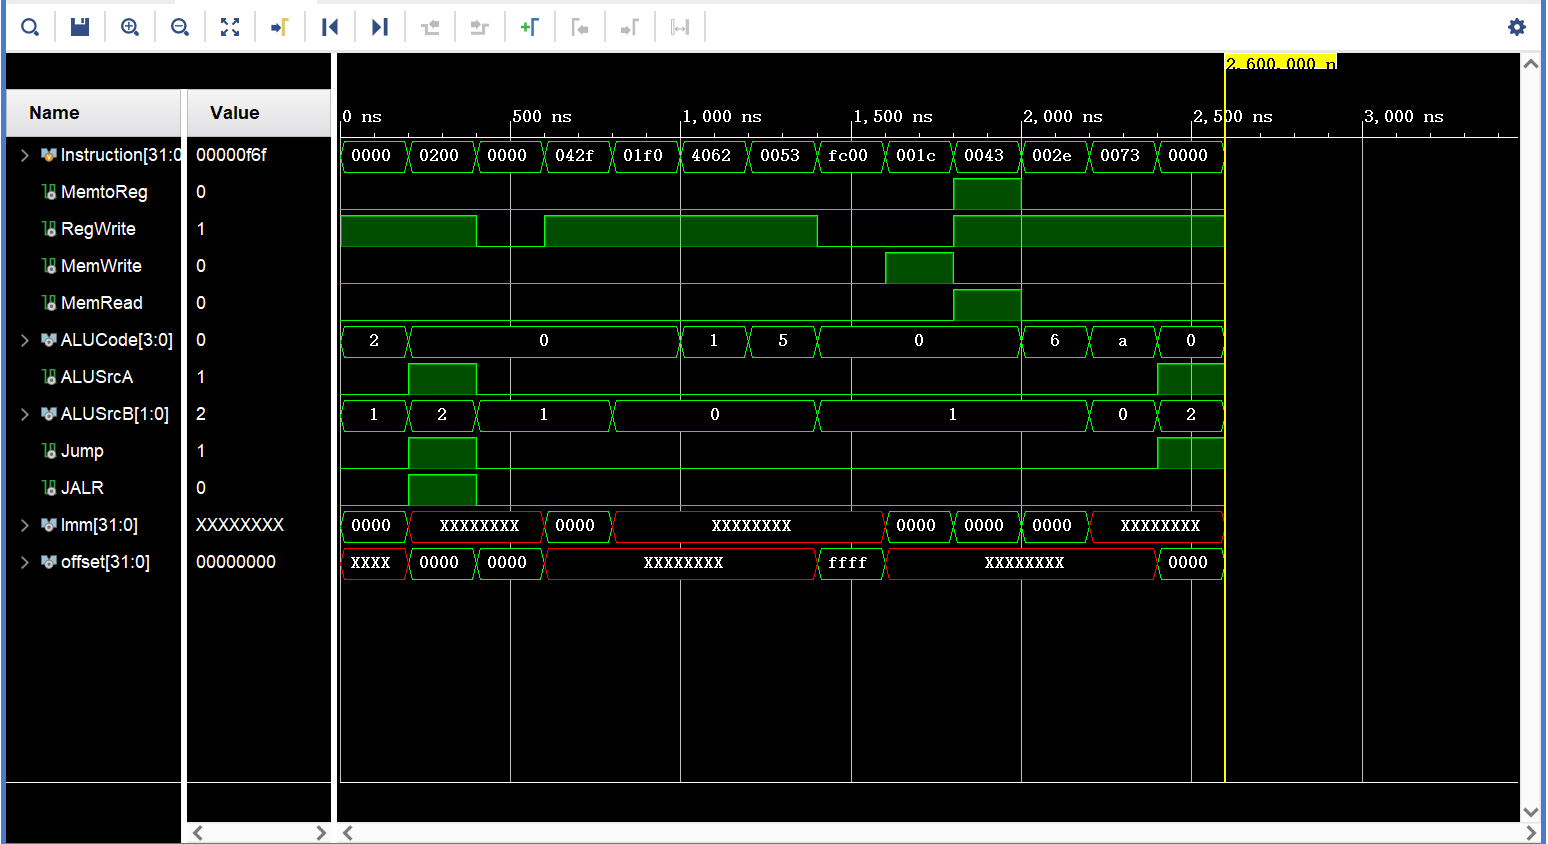 2,600,000 n
Name Value
0 ns 500 ns 1,000 ns 1,500 ns 2,000 ns 2,500 ns 3,000 ns
Instruction[31:0 00000f6f 0000 0200 0000 042f 01f0 4062 0053 fc00 001c 0043 002e 0073 0000
MemtoReg 0
RegWrite 1
MemWrite 0
MemRead 0
ALUCode[3:0] 0 2 0 1 5 0 6 a 0
ALUSrcA 1
ALUSrcB[1:0] 2 1 2 1 0 1 0 2
Jump 1
JALR 0
Imm[31:0] XXXXXXXX 0000 XXXXXXXX 0000 XXXXXXXX 0000 0000 0000 XXXXXXXX
offset[31:0] 00000000 XXXX 0000 0000 XXXXXXXX ffff XXXXXXXX 0000